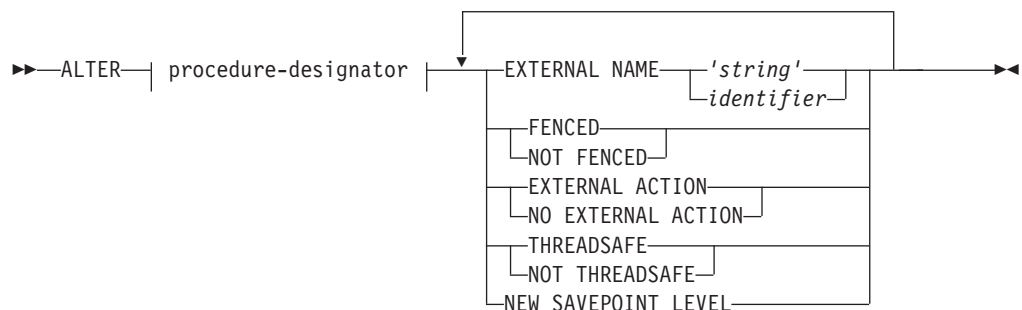 ALTER procedure-designator EXTERNAL NAME 'string'
identifier
FENCED
NOT FENCED
EXTERNAL ACTION
NO EXTERNAL ACTION
THREADSAFE
NOT THREADSAFE
NEW SAVEPOINT LEVEL